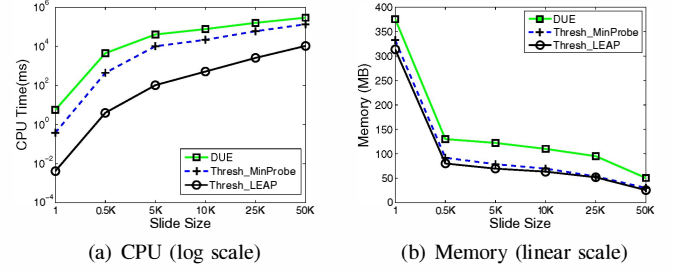 10^6
10^4
10^2
10^0
10^−2
10^−4
CPU Time(ms)
1 0.5K 5K 10K 25K 50K
Slide Size
DUE
Thresh_MinProbe
Thresh_LEAP
(a) CPU (log scale)
400
350
300
250
200
150
100
50
0
Memory (MB)
1 0.5K 5K 10K 25K 50K
Slide Size
DUE
Thresh_MinProbe
Thresh_LEAP
(b) Memory (linear scale)